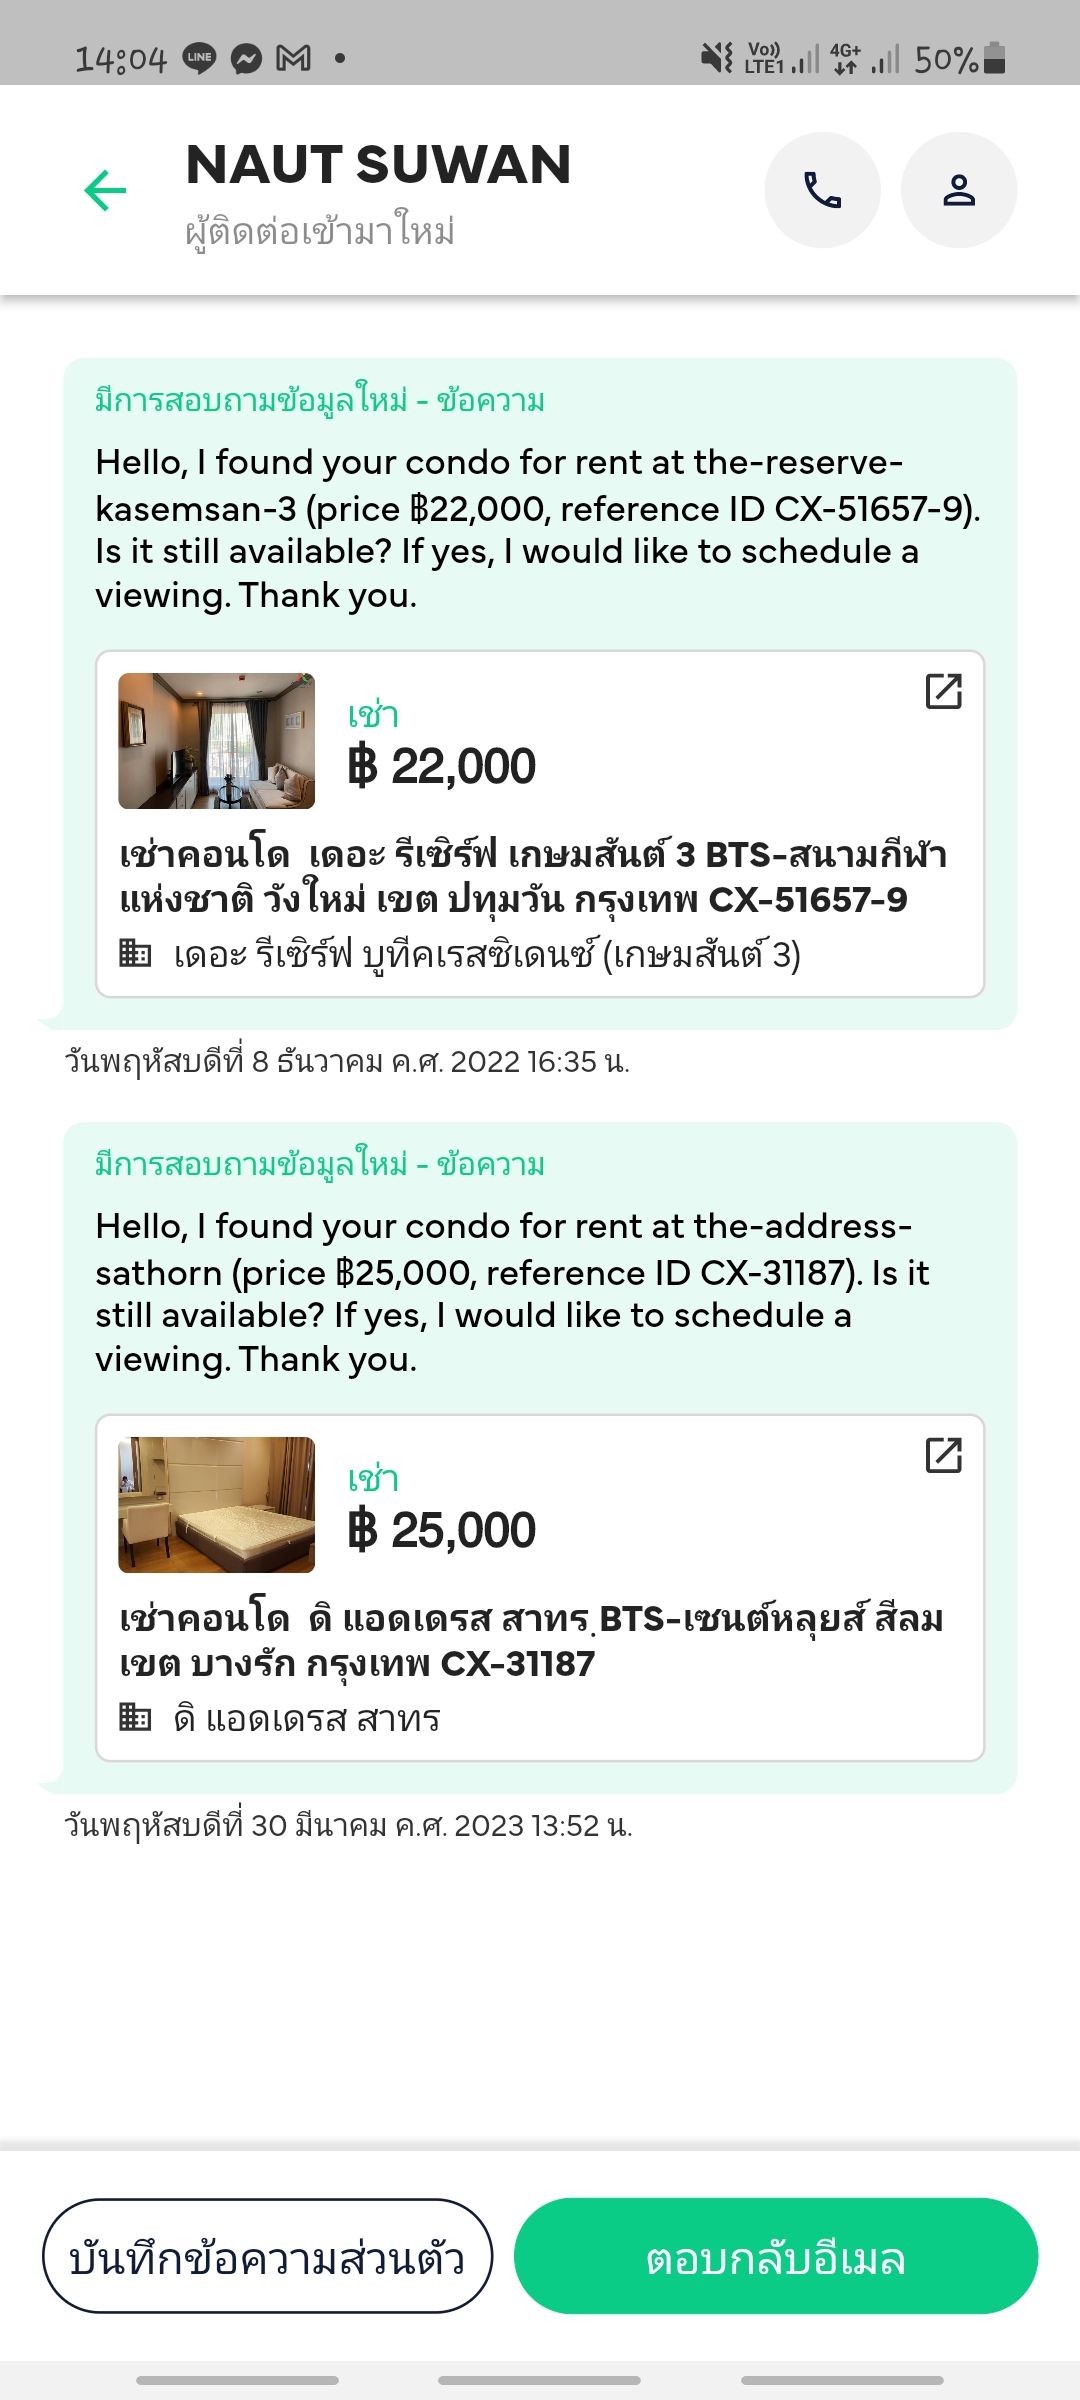 14:04 LINE Vo)) LTE1 4G+ 50%
NAUT SUWAN
ผู้ติดต่อเข้ามาใหม่
มีการสอบถามข้อมูลใหม่ - ข้อความ
Hello, I found your condo for rent at the-reserve-
kasemsan-3 (price ฿22,000, reference ID CX-51657-9).
Is it still available? If yes, I would like to schedule a
viewing. Thank you.
เช่า
฿ 22,000
เช่าคอนโด เดอะ รีเซิร์ฟ เกษมสันต์ 3 BTS-สนามกีฬา
แห่งชาติ วังใหม่ เขต ปทุมวัน กรุงเทพ CX-51657-9
เดอะ รีเซิร์ฟ บูทีคเรสซิเดนซ์ (เกษมสันต์ 3)
วันพฤหัสบดีที่ 8 ธันวาคม ค.ศ. 2022 16:35 น.
มีการสอบถามข้อมูลใหม่ - ข้อความ
Hello, I found your condo for rent at the-address-
sathorn (price ฿25,000, reference ID CX-31187). Is it
still available? If yes, I would like to schedule a
viewing. Thank you.
เช่า
฿ 25,000
เช่าคอนโด ดิ แอดเดรส สาทร ฺBTS-เซนต์หลุยส์ สีลม
เขต บางรัก กรุงเทพ CX-31187
ดิ แอดเดรส สาทร
วันพฤหัสบดีที่ 30 มีนาคม ค.ศ. 2023 13:52 น.
บันทึกข้อความส่วนตัว ตอบกลับอีเมล